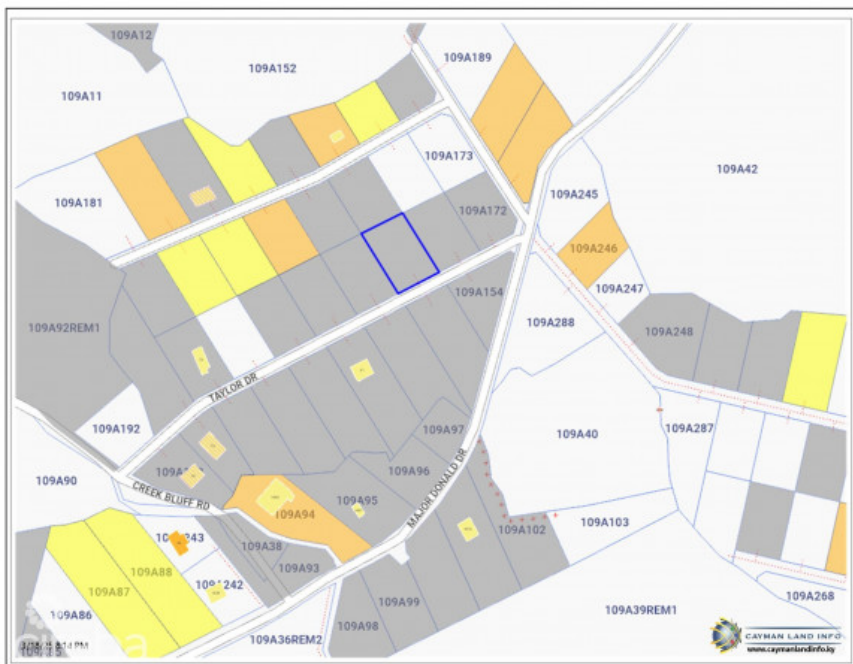 109A12
109A189
109A152
109A11
109A42
109A173
109A181
109A245
109A172
109A246
109A154
109A247
109A92REM1
109A288
109A248
TAYLOR DR
109A192
109A97
109A287
109A40
109A96
109A90
MAJOR DONALD DR
CREEK BLUFF RD
109A95
109A94
109A103
109A102
109A38
109A88
109A87
109A93
109A242
109A99
109A268
109A86
109A39REM1
109A98
109A36REM2
CAYMAN LAND INFO
www.caymanlandinfo.ky